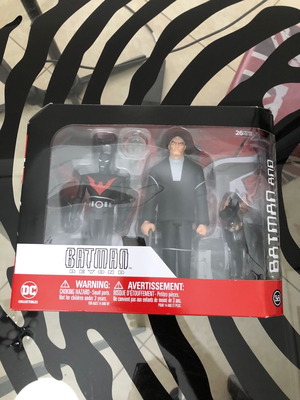 26
BATMAN
BEYOND
WARNING:
CHOKING HAZARD- Small parts.
Not for children under 3 years.
AVERTISSEMENT:
RISQUE D'ÉTOUFFEMENT- Petites pièces.
Ne convient pas aux enfants de moins de 3 ans.
DC
COLLECTIBLES
BATMAN AND